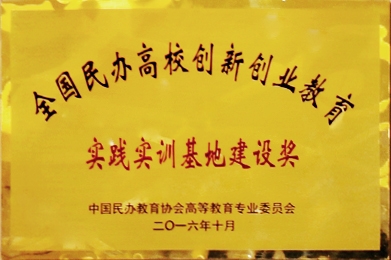 全国民办高校创新创业教育
实践实训基地建设奖
中国民办教育协会高等教育专业委员会
二〇一六年十月